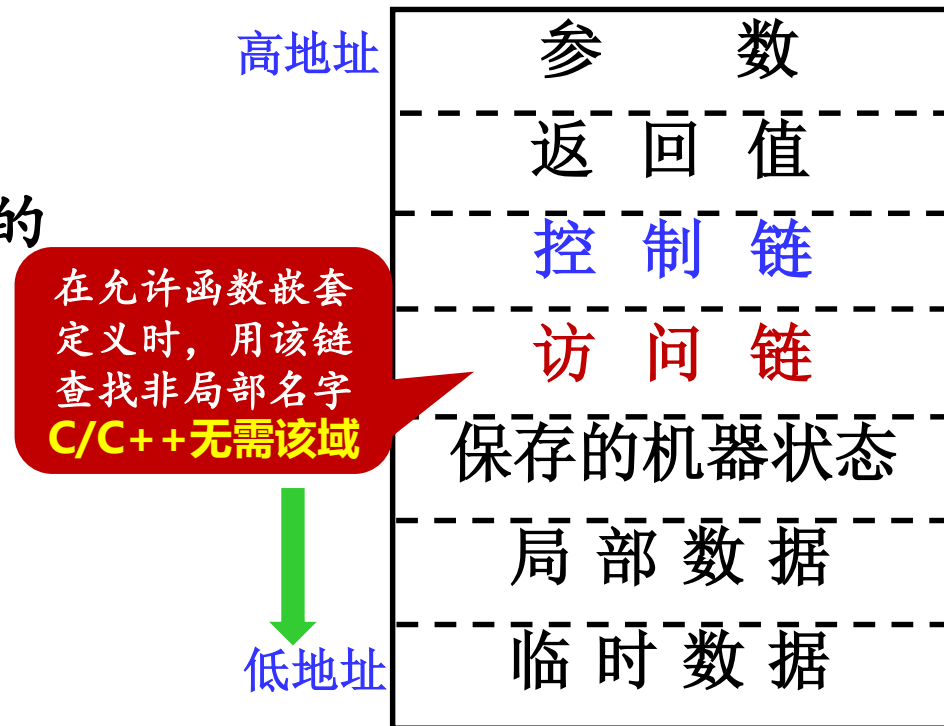 高地址
参 数
返 回 值
的
控 制 链
在允许函数嵌套
定义时，用该链
查找非局部名字
C/C++无需该域
访 问 链
保存的机器状态
局 部 数 据
临 时 数 据
低地址